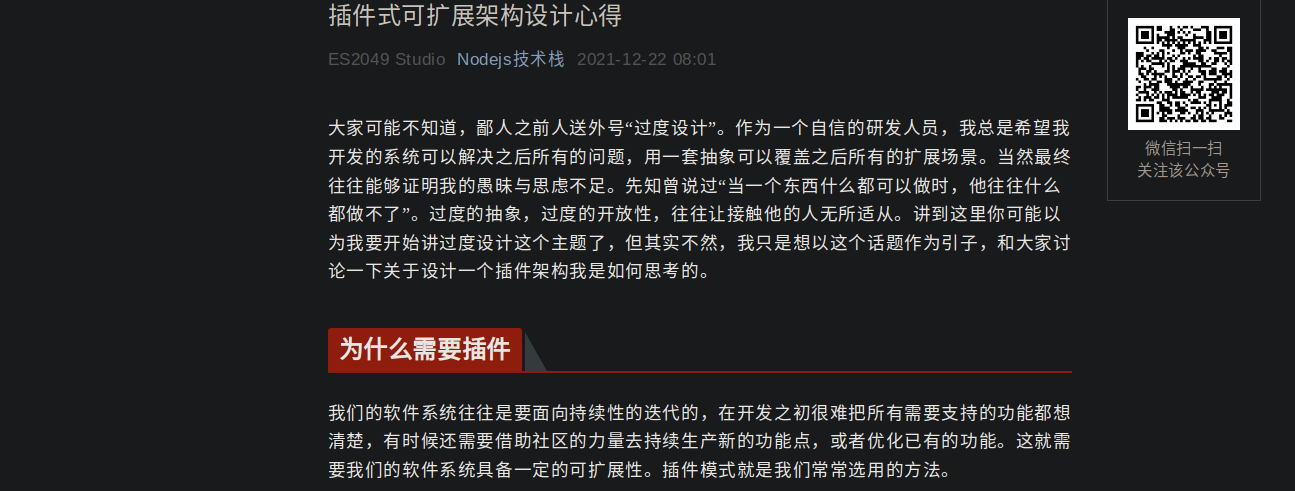 插件式可扩展架构设计心得
ES2049 Studio Nodejs技术栈 2021-12-22 08:01
大家可能不知道，鄙人之前人送外号“过度设计”。作为一个自信的研发人员，我总是希望我
开发的系统可以解决之后所有的问题，用一套抽象可以覆盖之后所有的扩展场景。当然最终
往往能够证明我的愚昧与思虑不足。先知曾说过“当一个东西什么都可以做时，他往往什么
都做不了”。过度的抽象，过度的开放性，往往让接触他的人无所适从。讲到这里你可能以
为我要开始讲过度设计这个主题了，但其实不然，我只是想以这个话题作为引子，和大家讨
论一下关于设计一个插件架构我是如何思考的。
为什么需要插件
我们的软件系统往往是要面向持续性的迭代的，在开发之初很难把所有需要支持的功能都想
清楚，有时候还需要借助社区的力量去持续生产新的功能点，或者优化已有的功能。这就需
要我们的软件系统具备一定的可扩展性。插件模式就是我们常常选用的方法。
微信扫一扫
关注该公众号